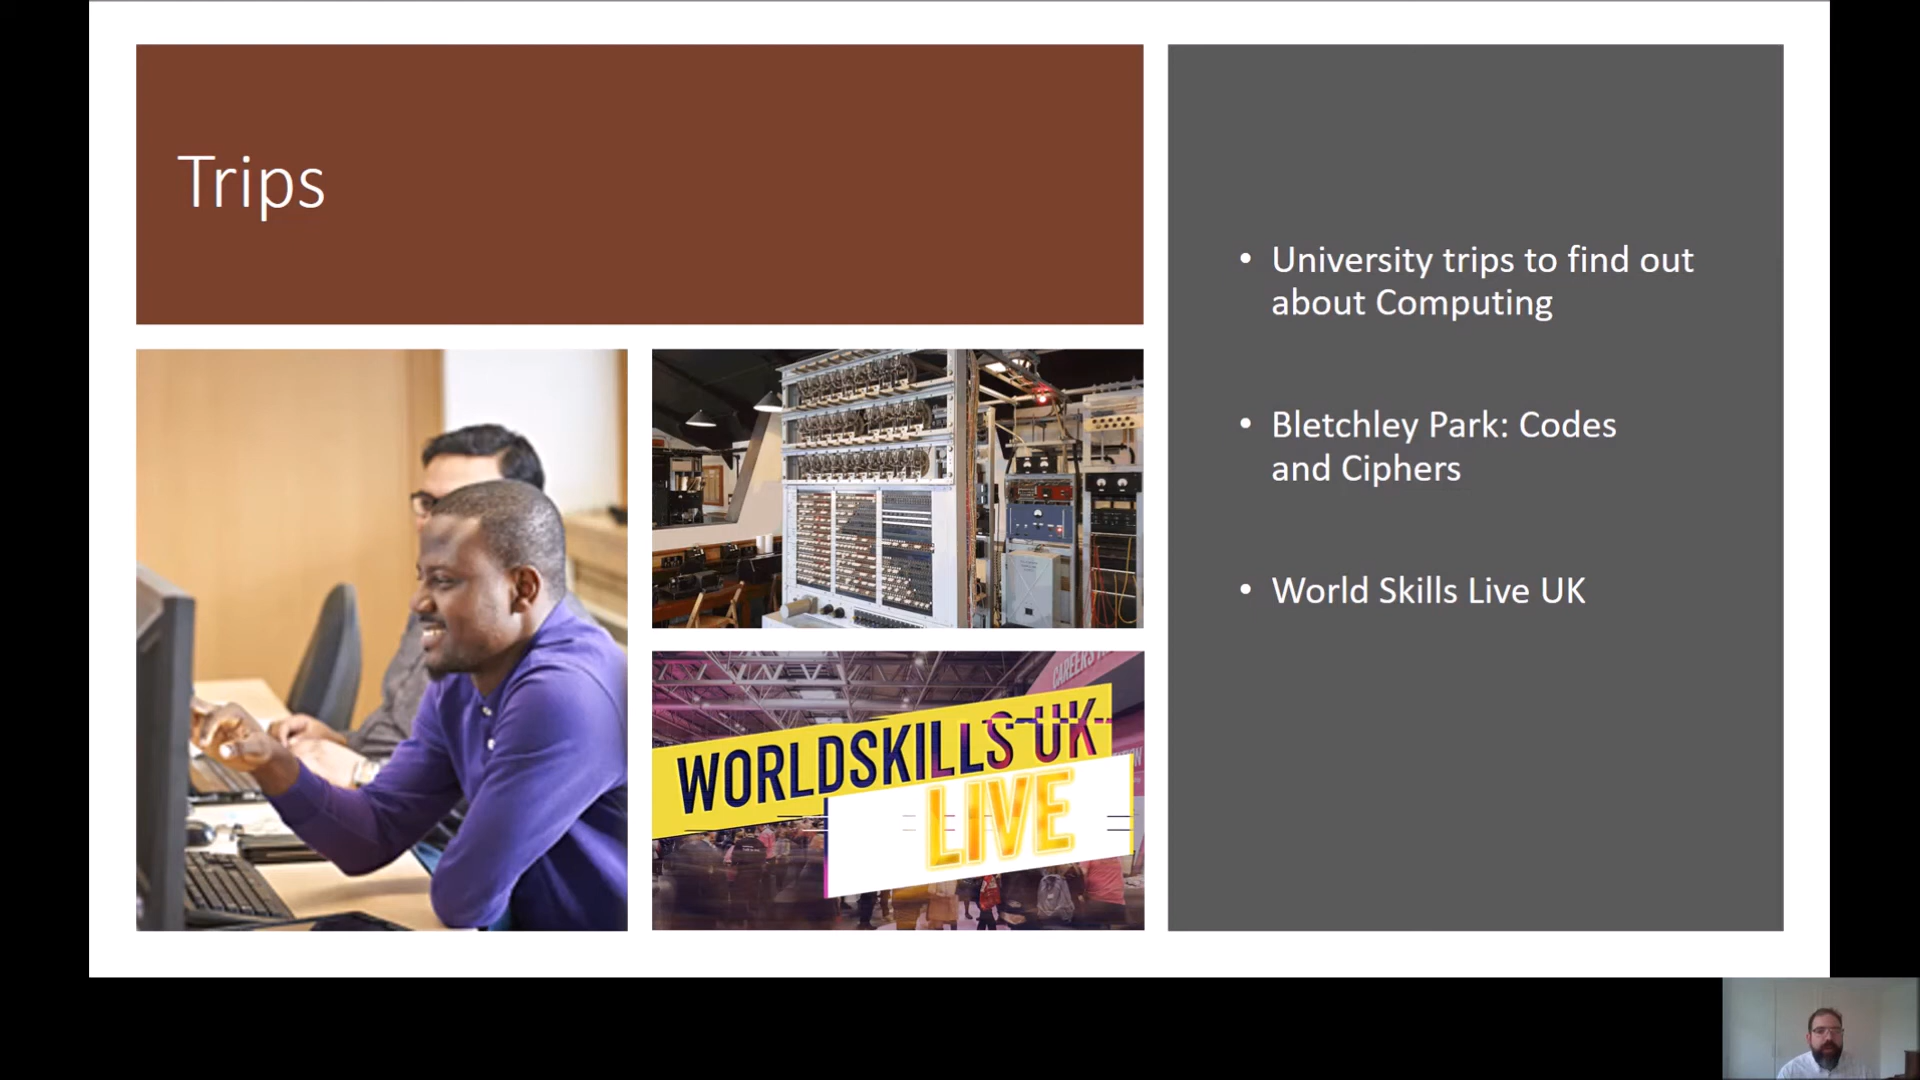 Trips
• University trips to find out
about Computing
• Bletchley Park: Codes
and Ciphers
• World Skills Live UK
WORLDSKILLS UK
LIVE